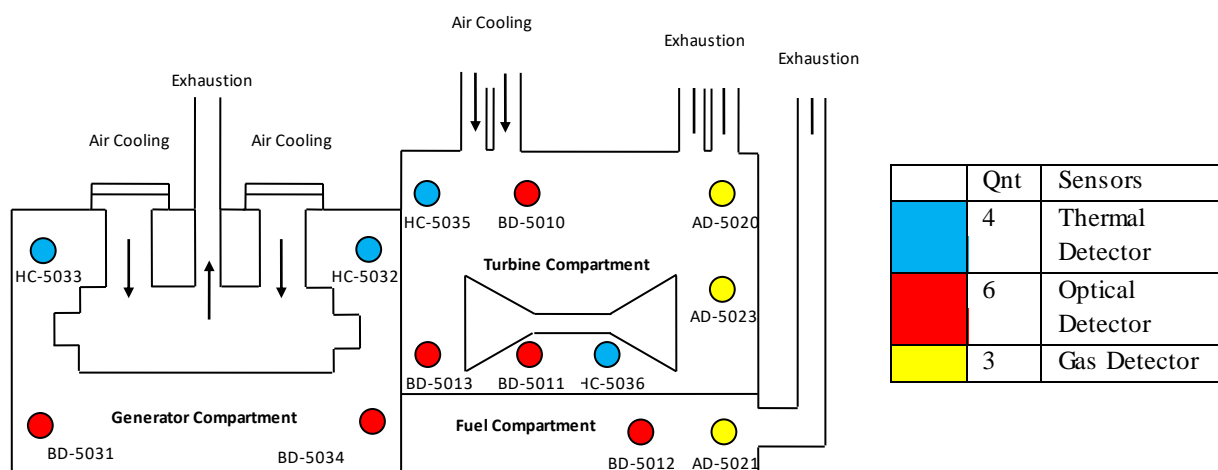 Air Cooling
Exhaustion
Exhaustion
Exhaustion
Air Cooling
Air Cooling
HC-5035
BD-5010
AD-5020
HC-5033
HC-5032
Turbine Compartment
AD-5023
BD-5013
BD-5011
HC-5036
Generator Compartment
Fuel Compartment
BD-5031
BD-5034
BD-5012
AD-5021
Qnt Sensors
4 Thermal
Detector
6 Optical
Detector
3 Gas Detector